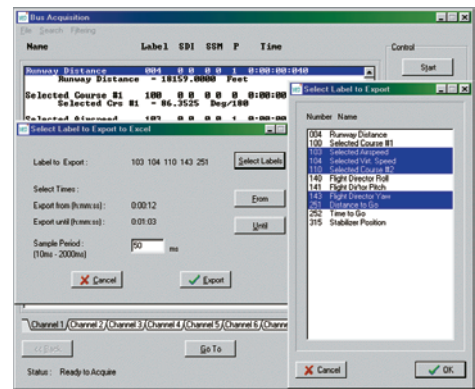 Bus Acquisition
File Search Filtering
Name Label SDI SSM P Time
Control
Start
Runway Distance 004 0 0 0 0 1 0:00:00:040
Runway Distance = 18159.0000 Feet
Selected Course #1 100 0 0 0 0 0:00:00
Selected Crs #1 = 86.3525 Deg/180
Selected Airspeed 103
Select Label to Export to Excel
Label to Export : 103 104 110 143 251
Select Labels
Select Times :
Export from (h:mm:ss) : 0:00:12
From
Export until (h:mm:ss) : 0:01:03
Until
Sample Period :
(10ms - 2000ms)
50 ms
Cancel
Export
Channel 1 Channel 2 Channel 3 Channel 4 Channel 5 Channel 6 Channe
<< Back
Go To
Status : Ready to Acquire
Select Label to Export
Number Name
004 Runway Distance
100 Selected Course #1
103 Selected Airspeed
104 Selected Virt. Speed
110 Selected Course #2
140 Flight Director Roll
141 Flight Dir'tor Pitch
143 Flight Director Yaw
251 Distance to Go
252 Time to Go
315 Stabilizer Position
Cancel
OK